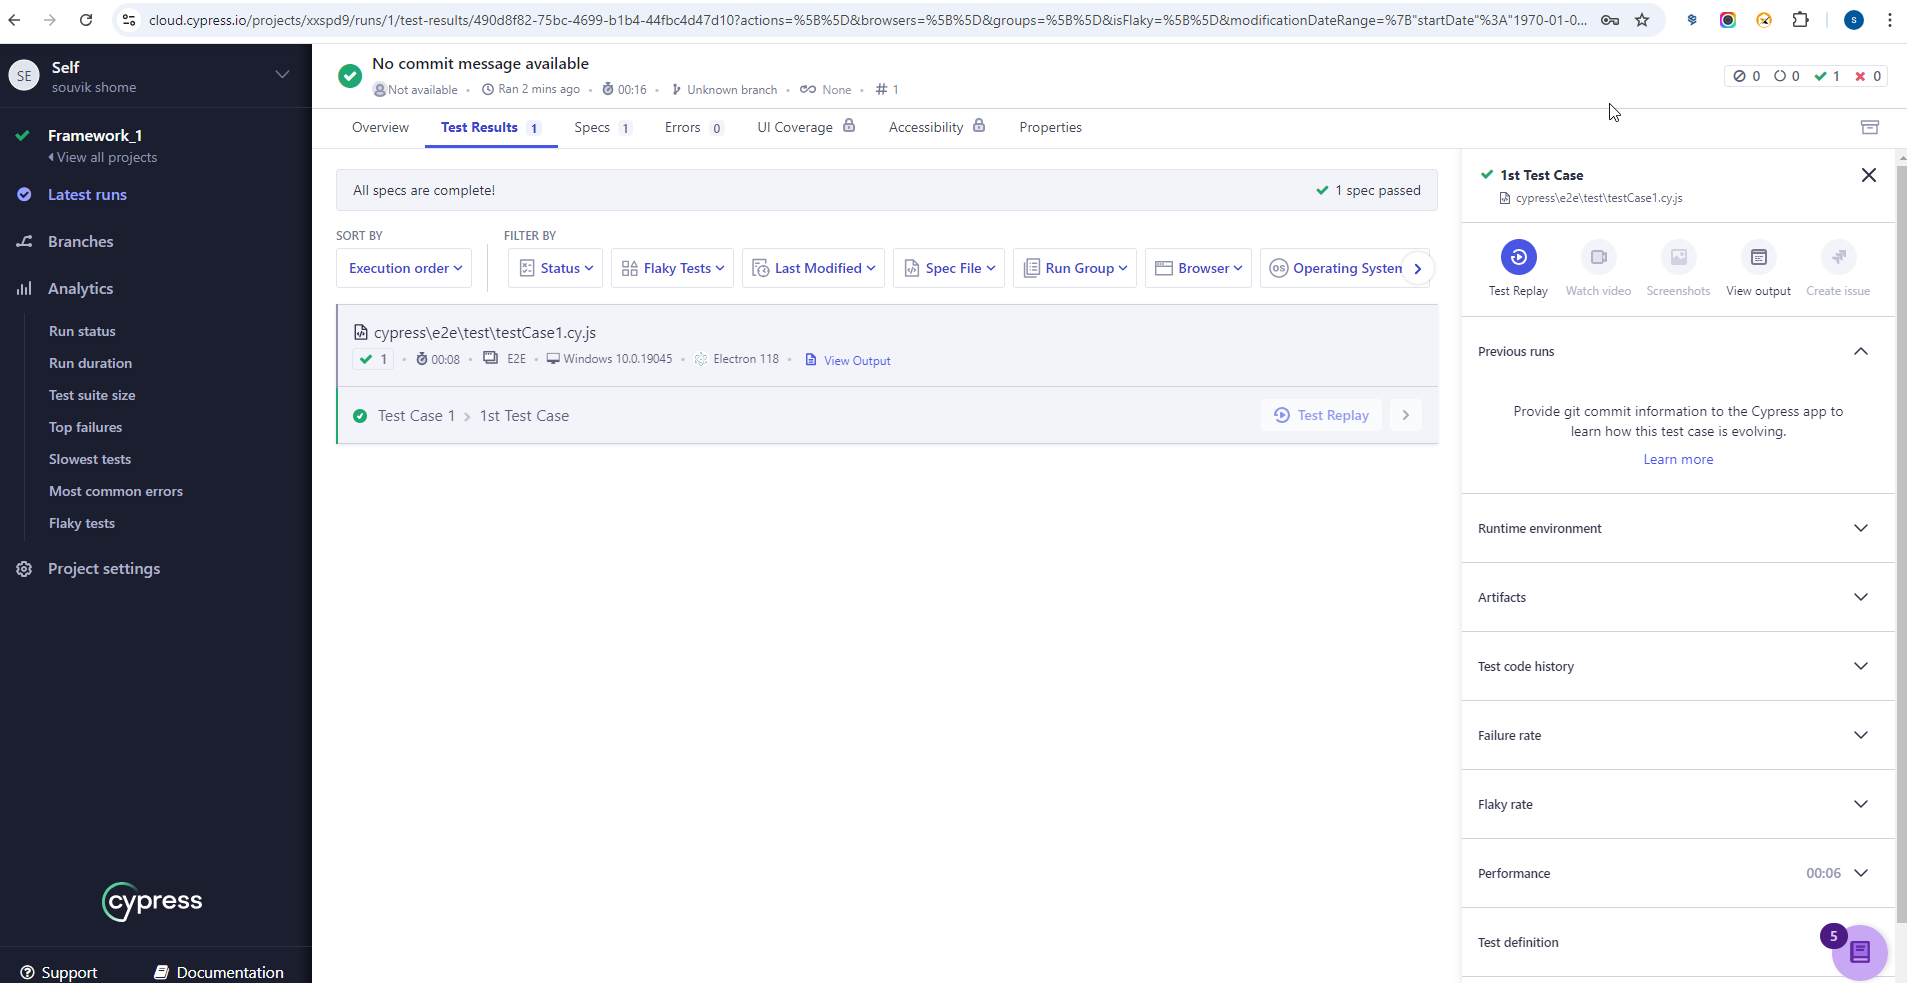 cloud.cypress.io/projects/xxspd9/runs/1/test-results/490d8f82-75bc-4699-b1b4-44fbc4d47d10?actions=%5B%5D&browsers=%5B%5D&groups=%5B%5D&isFlaky=%5B%5D&modificationDateRange=%7B"startDate"%3A"1970-01-0...
S
SE
Self
souvik shome
Framework_1
View all projects
Latest runs
Branches
Analytics
Run status
Run duration
Test suite size
Top failures
Slowest tests
Most common errors
Flaky tests
Project settings
cypress
Support
Documentation
No commit message available
Not available
Ran 2 mins ago
00:16
Unknown branch
None
# 1
0 0 1 0
Overview
Test Results 1
Specs 1
Errors 0
UI Coverage
Accessibility
Properties
All specs are complete!
1 spec passed
SORT BY
FILTER BY
Execution order
Status
Flaky Tests
Last Modified
Spec File
Run Group
Browser
OS Operating System
cypress\e2e\test\testCase1.cy.js
1
00:08
E2E
Windows 10.0.19045
Electron 118
View Output
Test Case 1 > 1st Test Case
Test Replay
1st Test Case
cypress\e2e\test\testCase1.cy.js
Test Replay
Watch video
Screenshots
View output
Create issue
Previous runs
Provide git commit information to the Cypress app to
learn how this test case is evolving.
Learn more
Runtime environment
Artifacts
Test code history
Failure rate
Flaky rate
Performance 00:06
Test definition
5